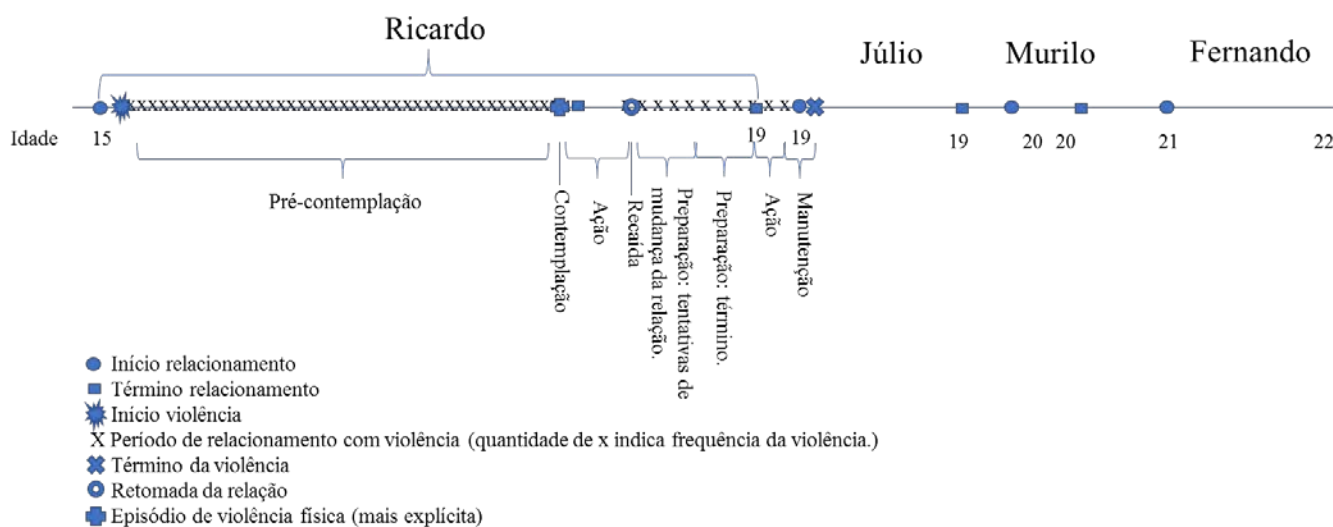 Ricardo
Júlio
Murilo
Fernando
XXXXXXXXXXXXXXXXXXXXXXXXXXXXXXXXXXXXXXXX X X X X X X X X X X X
Idade
15
19
19
19
20
20
21
22
Pré-contemplação
Contemplação
Ação
Recaída
Preparação: tentativas de
mudança da relação.
Preparação: término.
Ação
Manutenção
Início relacionamento
Término relacionamento
Início violência
X Período de relacionamento com violência (quantidade de x indica frequência da violência.)
Término da violência
Retomada da relação
Episódio de violência física (mais explícita)